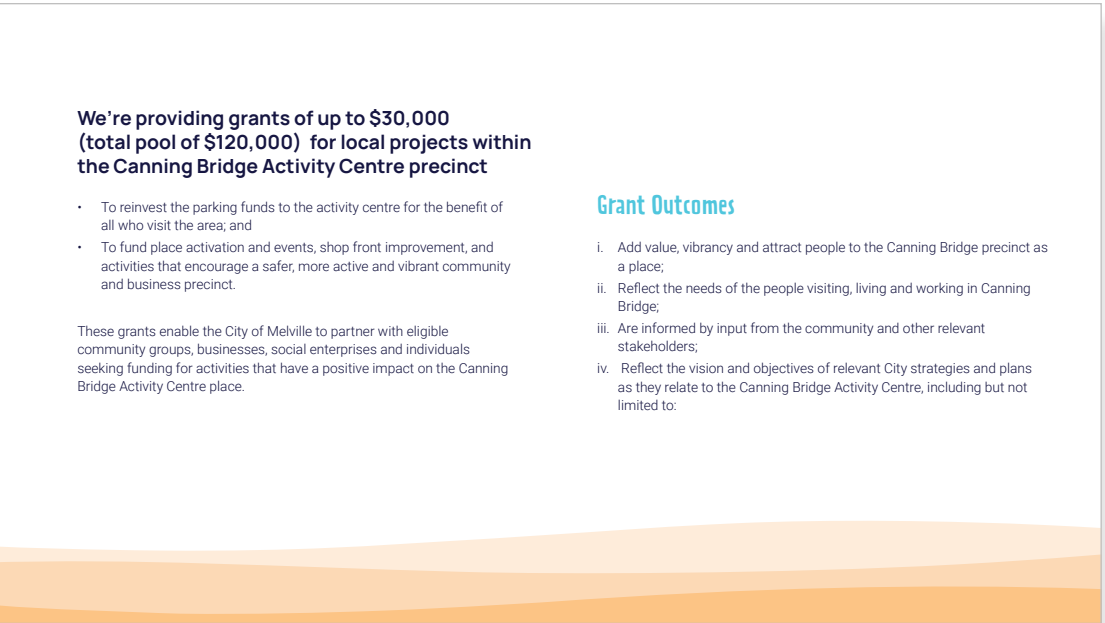 We're providing grants of up to $30,000
(total pool of $120,000)  for local projects within
the Canning Bridge Activity Centre precinct
• To reinvest the parking funds to the activity centre for the benefit of
all who visit the area; and
• To fund place activation and events, shop front improvement, and
activities that encourage a safer, more active and vibrant community
and business precinct.
These grants enable the City of Melville to partner with eligible
community groups, businesses, social enterprises and individuals
seeking funding for activities that have a positive impact on the Canning
Bridge Activity Centre place.
Grant Outcomes
i. Add value, vibrancy and attract people to the Canning Bridge precinct as
a place;
ii. Reflect the needs of the people visiting, living and working in Canning
Bridge;
iii. Are informed by input from the community and other relevant
stakeholders;
iv. Reflect the vision and objectives of relevant City strategies and plans
as they relate to the Canning Bridge Activity Centre, including but not
limited to: